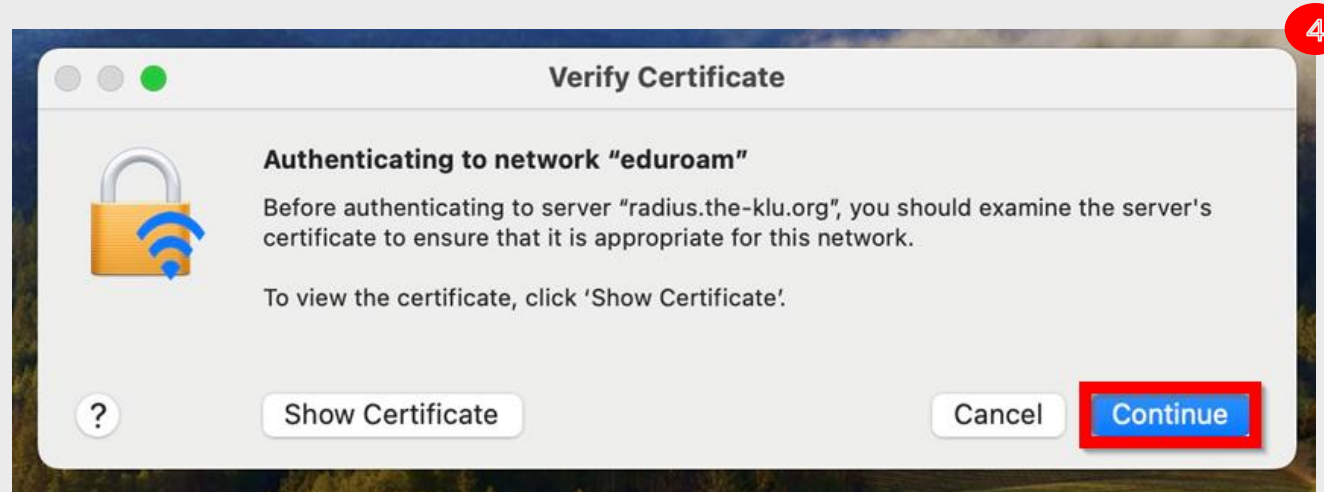 4
Verify Certificate
Authenticating to network “eduroam”
Before authenticating to server “radius.the-klu.org”, you should examine the server's
certificate to ensure that it is appropriate for this network.
To view the certificate, click ‘Show Certificate’.
?
Show Certificate
Cancel
Continue